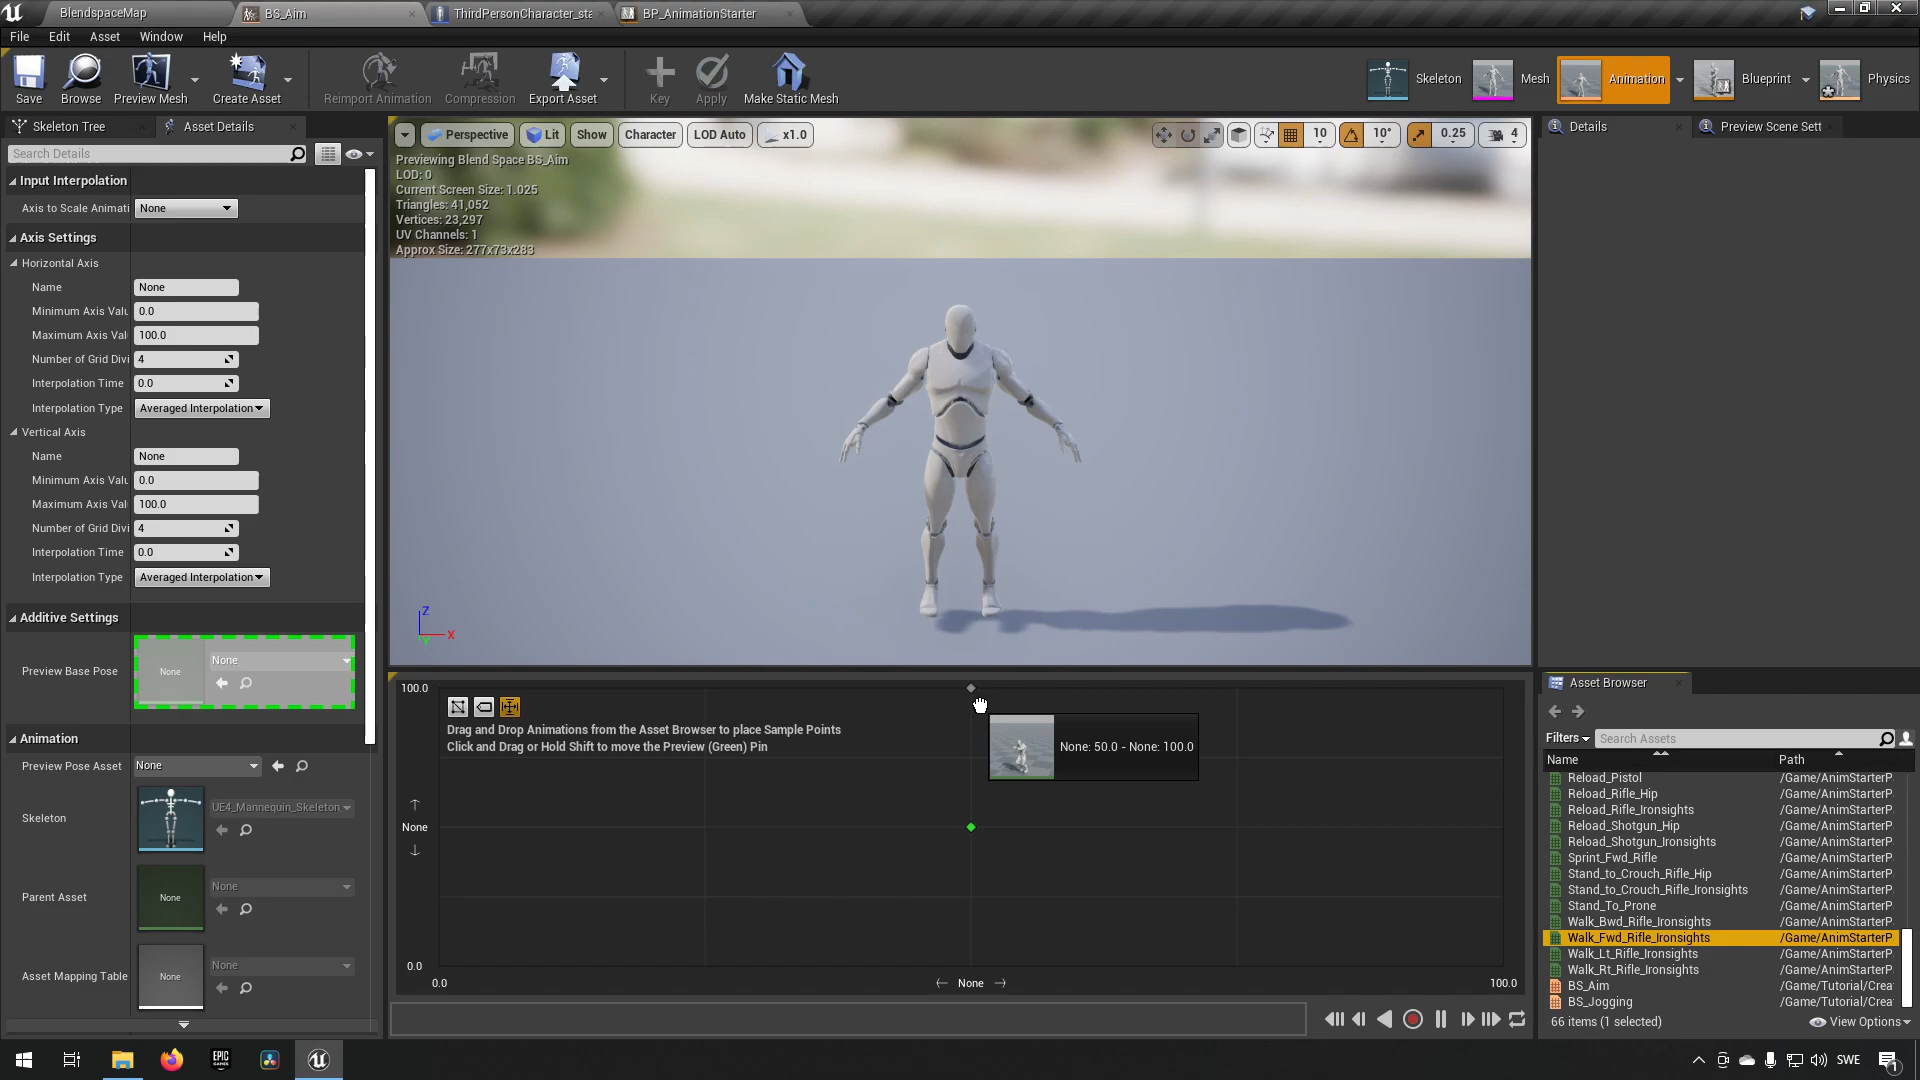 BlendspaceMap
BS_Aim
ThirdPersonCharacter_sta
BP_AnimationStarter
File
Edit
Asset
Window
Help
Save
Browse
Preview Mesh
Create Asset
Reimport Animation
Compression
Export Asset
Key
Apply
Make Static Mesh
Skeleton
Mesh
Animation
Blueprint
Physics
Skeleton Tree
Asset Details
Search Details
Input Interpolation
Axis to Scale Animati
None
Axis Settings
Horizontal Axis
Name
None
Minimum Axis Valu
0.0
Maximum Axis Val
100.0
Number of Grid Divi
4
Interpolation Time
0.0
Interpolation Type
Averaged Interpolation
Vertical Axis
Name
None
Minimum Axis Valu
0.0
Maximum Axis Val
100.0
Number of Grid Divi
4
Interpolation Time
0.0
Interpolation Type
Averaged Interpolation
Additive Settings
Preview Base Pose
None
None
Animation
Preview Pose Asset
None
Skeleton
UE4_Mannequin_Skeleton
Parent Asset
None
None
Asset Mapping Table
None
None
Perspective
Lit
Show
Character
LOD Auto
x1.0
10
10°
0.25
4
Previewing Blend Space BS_Aim
LOD: 0
Current Screen Size: 1.025
Triangles: 41,052
Vertices: 23,297
UV Channels: 1
Approx Size: 277x73x283
Z
X
Y
100.0
Drag and Drop Animations from the Asset Browser to place Sample Points
Click and Drag or Hold Shift to move the Preview (Green) Pin
None: 50.0 - None: 100.0
None
0.0
0.0
None
100.0
Details
Preview Scene Sett
Asset Browser
Filters
Search Assets
Name
Path
Reload_Pistol
/Game/AnimStarterP
Reload_Rifle_Hip
/Game/AnimStarterP
Reload_Rifle_Ironsights
/Game/AnimStarterP
Reload_Shotgun_Hip
/Game/AnimStarterP
Reload_Shotgun_Ironsights
/Game/AnimStarterP
Sprint_Fwd_Rifle
/Game/AnimStarterP
Stand_to_Crouch_Rifle_Hip
/Game/AnimStarterP
Stand_to_Crouch_Rifle_Ironsights
/Game/AnimStarterP
Stand_To_Prone
/Game/AnimStarterP
Walk_Bwd_Rifle_Ironsights
/Game/AnimStarterP
Walk_Fwd_Rifle_Ironsights
/Game/AnimStarterP
Walk_Lt_Rifle_Ironsights
/Game/AnimStarterP
Walk_Rt_Rifle_Ironsights
/Game/AnimStarterP
BS_Aim
/Game/Tutorial/Crea
BS_Jogging
/Game/Tutorial/Crea
66 items (1 selected)
View Options
EPIC
GAMES
SWE
1